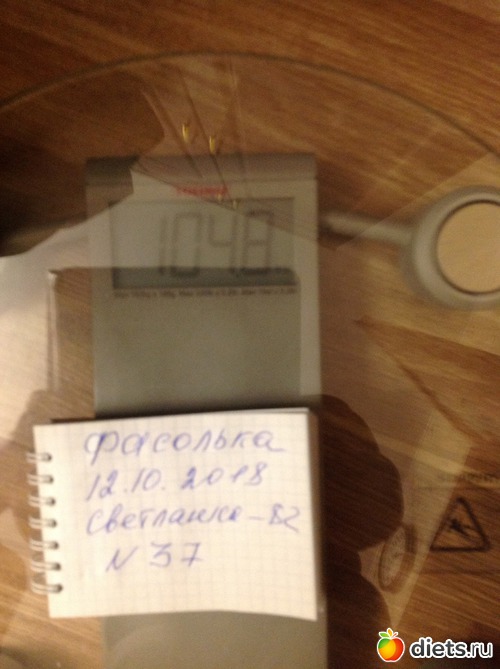 104.8
фасолька
12.10.2018
Светлашка-82
N 37
diets.ru